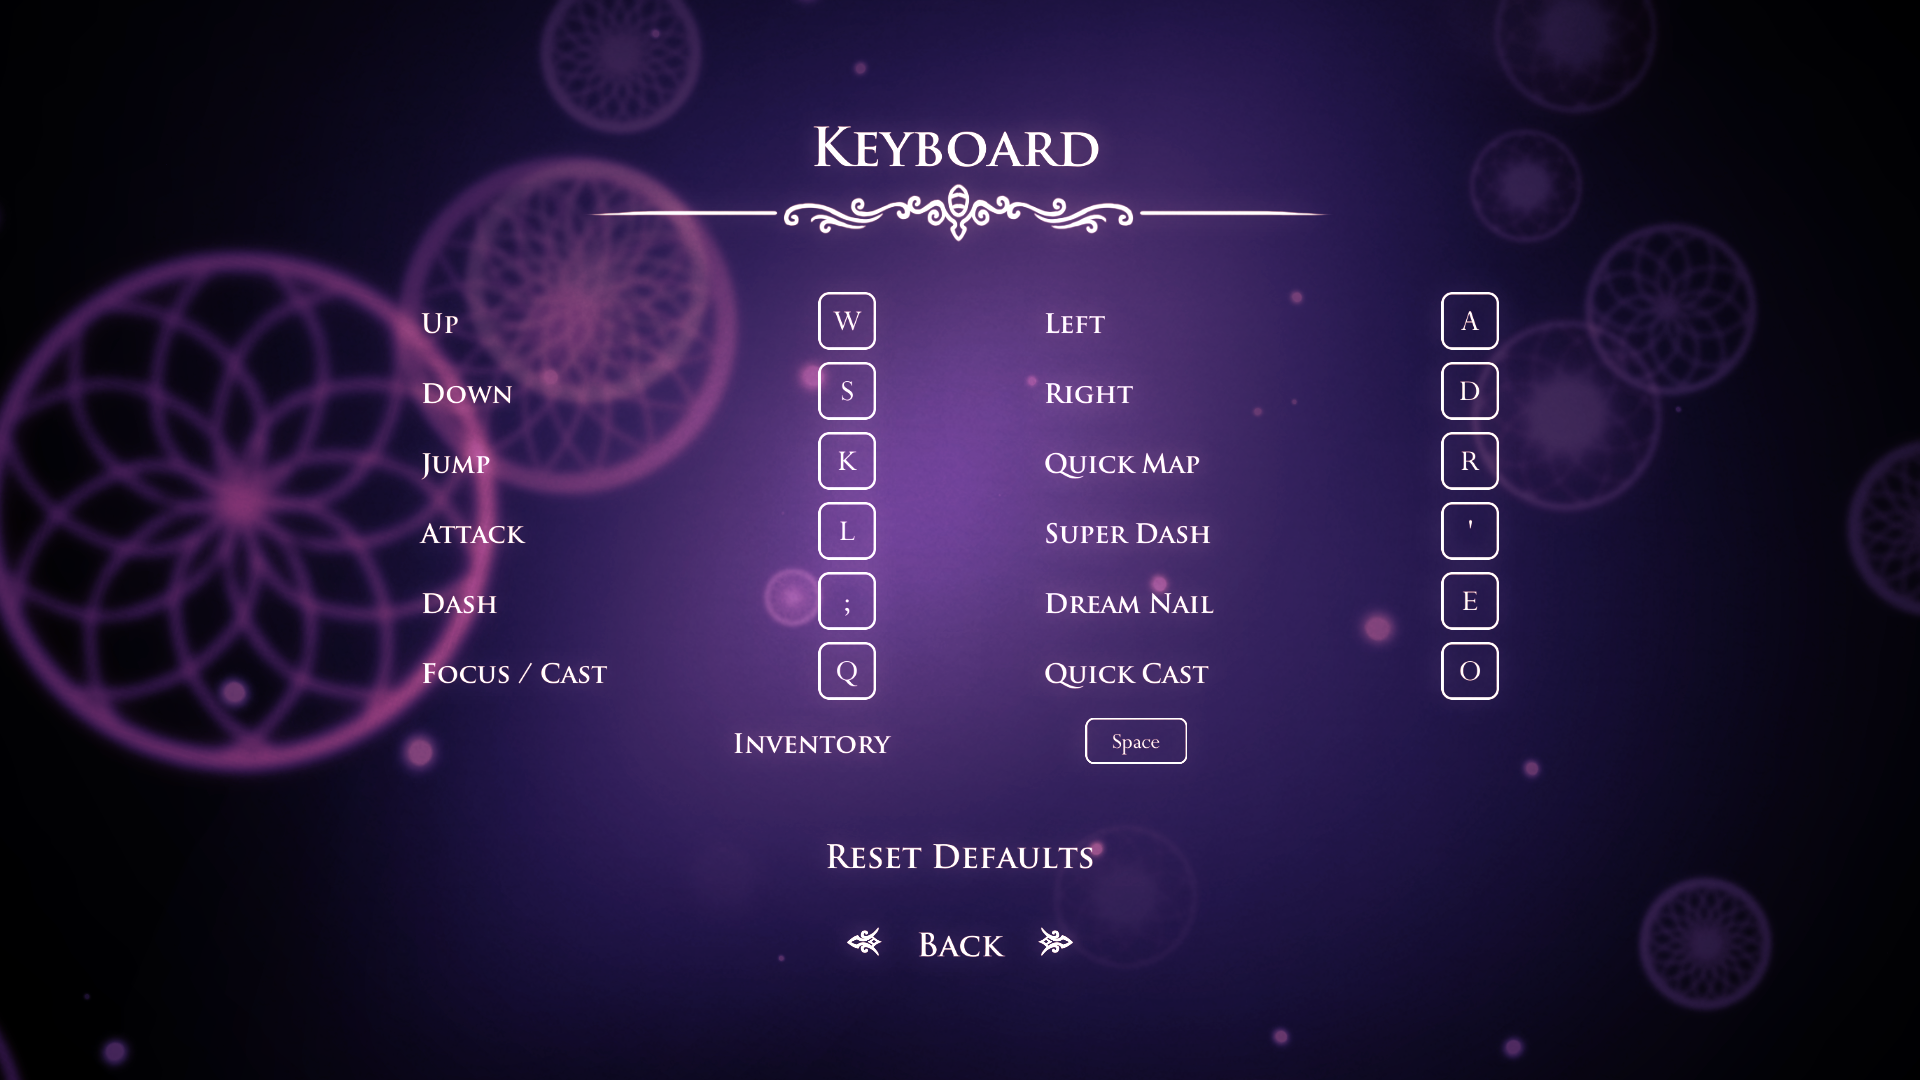 Keyboard
Up W Left A
Down S Right D
Jump K Quick Map R
Attack L Super Dash '
Dash ; Dream Nail E
Focus / Cast Q Quick Cast O
Inventory Space
Reset Defaults
Back